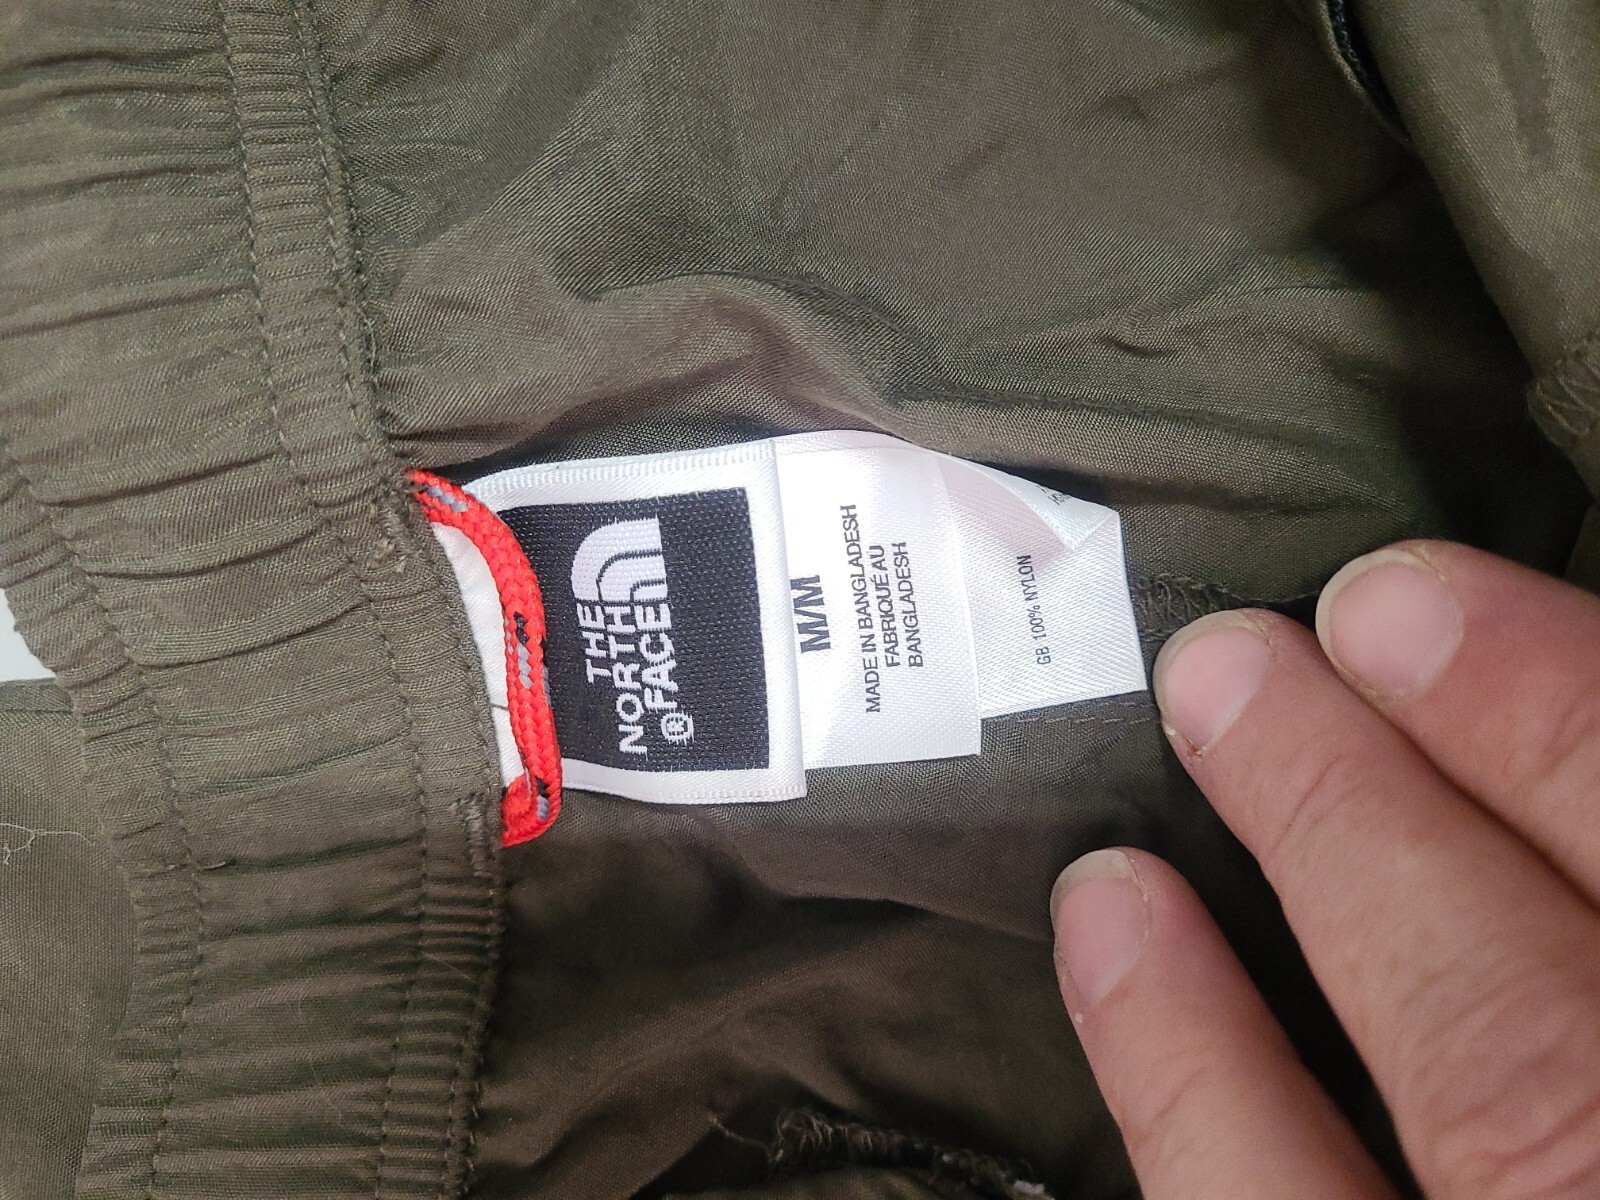 THE
NORTH
FACE
®
M/M
MADE IN BANGLADESH
FABRIQUÉ AU
BANGLADESH
GB 100% NYLON